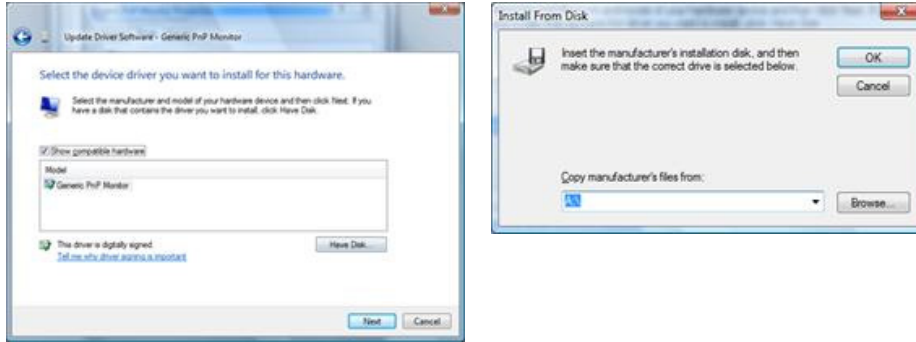 Update Driver Software - Generic PnP Monitor
Select the device driver you want to install for this hardware.
Select the manufacturer and model of your hardware device and then click Next. If you
have a disk that contains the driver you want to install, click Have Disk.
Show compatible hardware
Model
Generic PnP Monitor
This driver is digitally signed.
Tell me why driver signing is important
Have Disk...
Next
Cancel
Install From Disk
Insert the manufacturer's installation disk, and then
make sure that the correct drive is selected below.
OK
Cancel
Copy manufacturer's files from:
A:\
Browse...